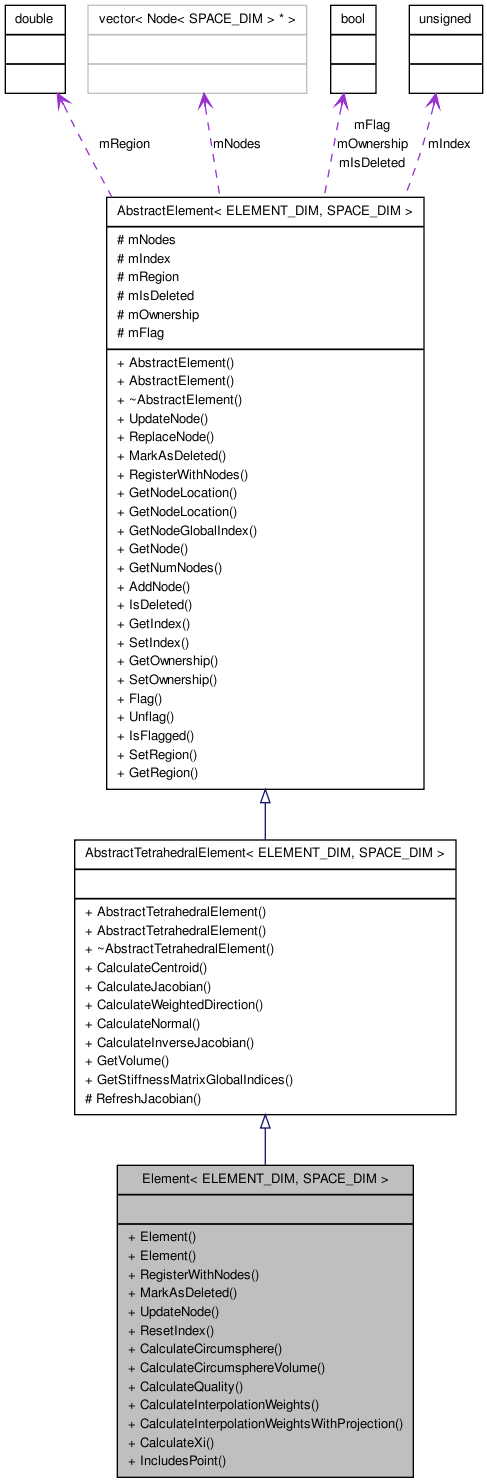 double
vector< Node< SPACE_DIM > * >
bool
unsigned
mRegion
mNodes
mFlag
mOwnership
mIsDeleted
mIndex
AbstractElement< ELEMENT_DIM, SPACE_DIM >
# mNodes
# mIndex
# mRegion
# mIsDeleted
# mOwnership
# mFlag
+ AbstractElement()
+ AbstractElement()
+ ~AbstractElement()
+ UpdateNode()
+ ReplaceNode()
+ MarkAsDeleted()
+ RegisterWithNodes()
+ GetNodeLocation()
+ GetNodeLocation()
+ GetNodeGlobalIndex()
+ GetNode()
+ GetNumNodes()
+ AddNode()
+ IsDeleted()
+ GetIndex()
+ SetIndex()
+ GetOwnership()
+ SetOwnership()
+ Flag()
+ Unflag()
+ IsFlagged()
+ SetRegion()
+ GetRegion()
AbstractTetrahedralElement< ELEMENT_DIM, SPACE_DIM >
+ AbstractTetrahedralElement()
+ AbstractTetrahedralElement()
+ ~AbstractTetrahedralElement()
+ CalculateCentroid()
+ CalculateJacobian()
+ CalculateWeightedDirection()
+ CalculateNormal()
+ CalculateInverseJacobian()
+ GetVolume()
+ GetStiffnessMatrixGlobalIndices()
# RefreshJacobian()
Element< ELEMENT_DIM, SPACE_DIM >
+ Element()
+ Element()
+ RegisterWithNodes()
+ MarkAsDeleted()
+ UpdateNode()
+ ResetIndex()
+ CalculateCircumsphere()
+ CalculateCircumsphereVolume()
+ CalculateQuality()
+ CalculateInterpolationWeights()
+ CalculateInterpolationWeightsWithProjection()
+ CalculateXi()
+ IncludesPoint()